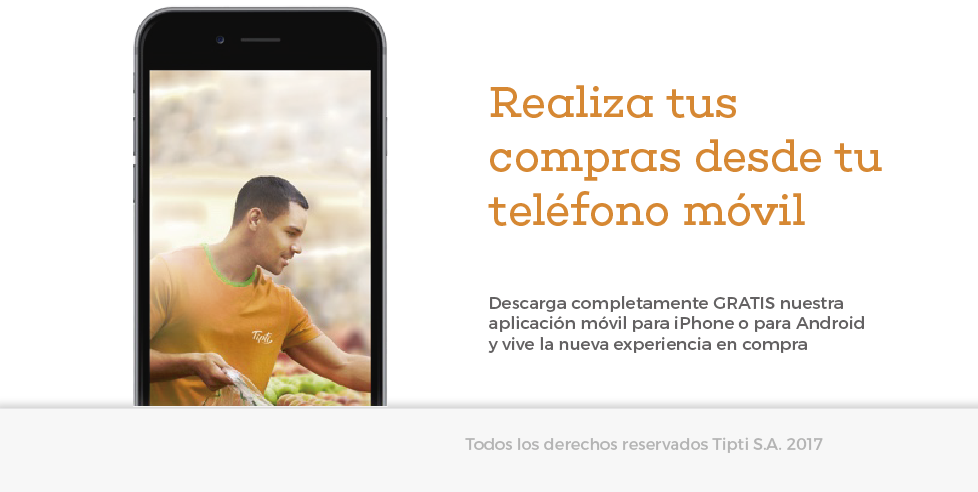 Realiza tus
compras desde tu
teléfono móvil
Descarga completamente GRATIS nuestra
aplicación móvil para iPhone o para Android
y vive la nueva experiencia en compra
Tipti
Todos los derechos reservados Tipti S.A. 2017